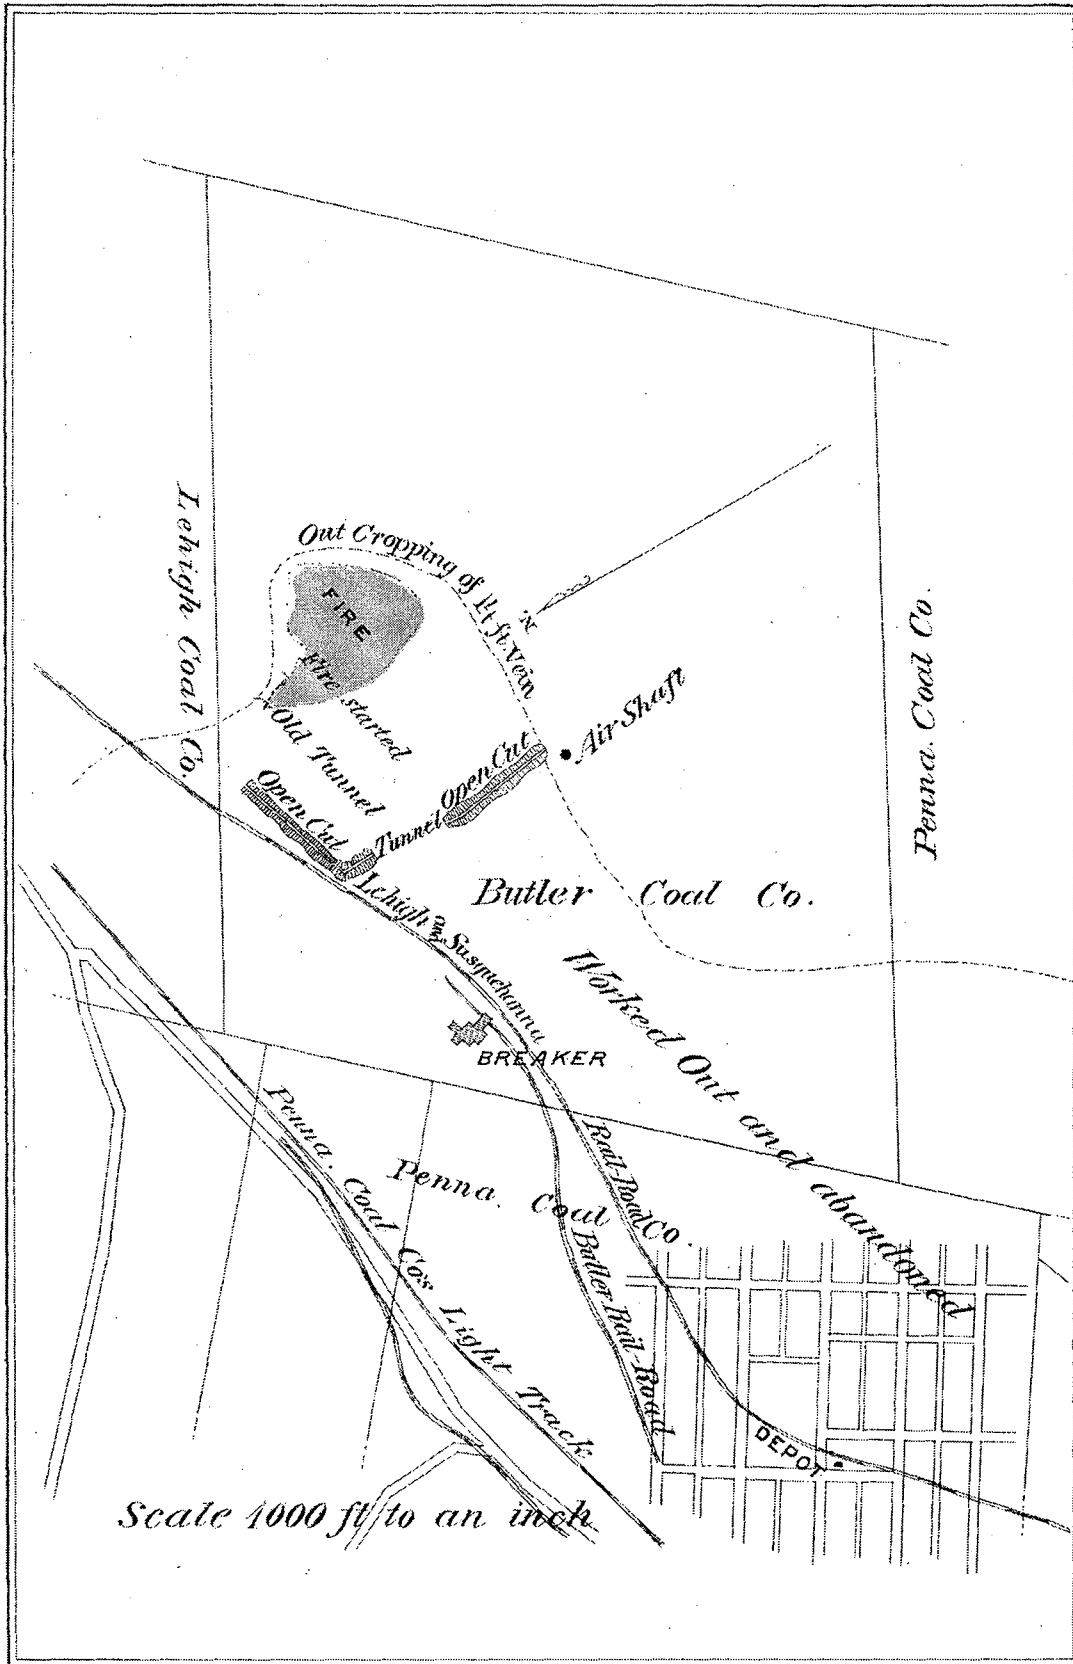 Lehigh Coal Co.
Out Cropping of 14 ft Vein
FIRE
Fire started
Old Tunnel
N.
Air Shaft
Penna. Coal Co.
Open Cut
Tunnel
Open Cut
Butler Coal Co.
Lehigh and Susquehanna Rail-Road Co.
Worked Out and abandoned
BREAKER
Penna. Coal
Penna. Coal Co's Light Track
Butler Rail-Road
DEPOT
Scale 1000 ft to an inch